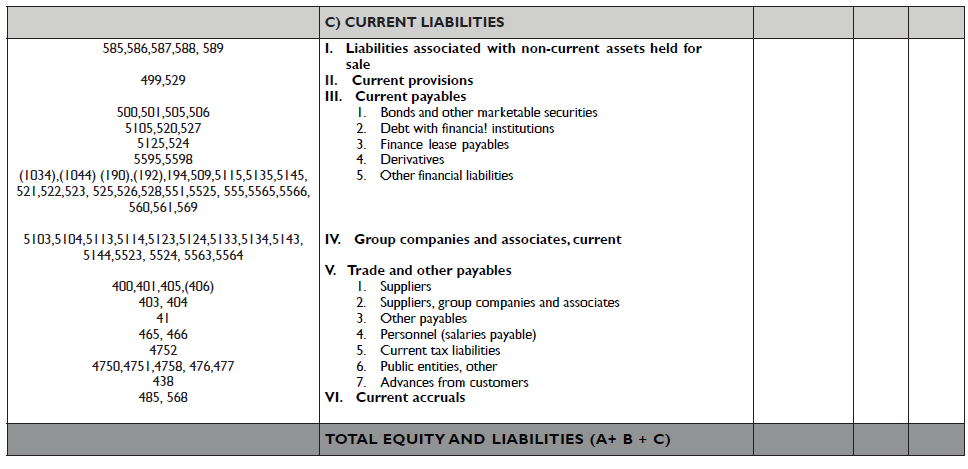 C) CURRENT LIABILITIES
585,586,587,588, 589 I. Liabilities associated with non-current assets held for
sale
499,529 II. Current provisions
III. Current payables
500,501,505,506 1. Bonds and other marketable securities
5105,520,527 2. Debt with financia! institutions
5125,524 3. Finance lease payables
5595,5598 4. Derivatives
(1034),(1044) (190),(192),194,509,5115,5135,5145, 5. Other financial liabilities
521,522,523, 525,526,528,551,5525, 555,5565,5566,
560,561,569
5103,5104,5113,5114,5123,5124,5133,5134,5143, IV. Group companies and associates, current
5144,5523, 5524, 5563,5564
V. Trade and other payables
400,401,405,(406) 1. Suppliers
403, 404 2. Suppliers, group companies and associates
41 3. Other payables
465, 466 4. Personnel (salaries payable)
4752 5. Current tax liabilities
4750,4751,4758, 476,477 6. Public entities, other
438 7. Advances from customers
485, 568 VI. Current accruals
TOTAL EQUITY AND LIABILITIES (A+ B + C)